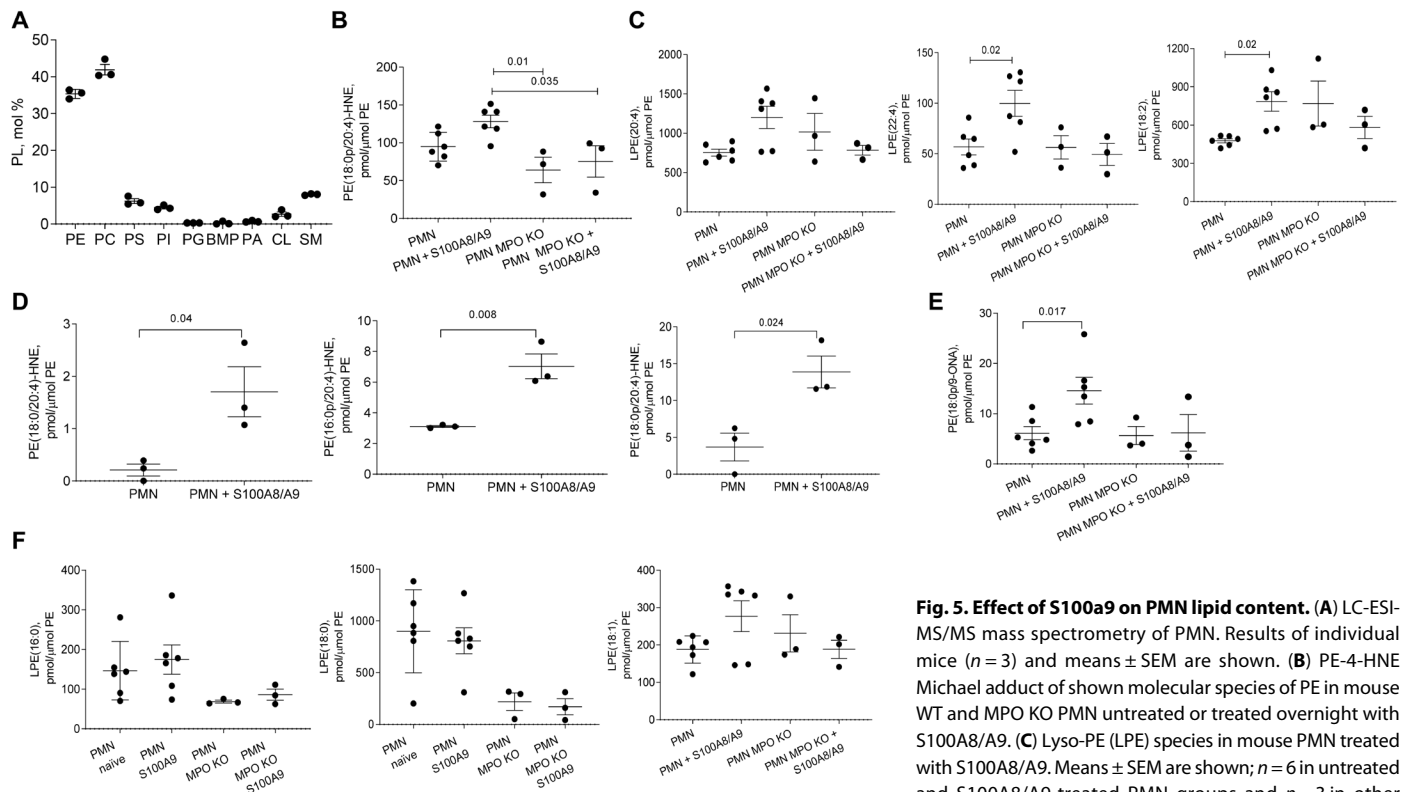 A
PL, mol %
50
40
30
20
10
0
PE PC PS PI PG BMP PA CL SM
B
PE(18:0p/20:4)-HNE,
pmol/µmol PE
200
150
100
50
0
0.01
0.035
PMN
PMN + S100A8/A9
PMN MPO KO
PMN MPO KO +
S100A8/A9
C
LPE(20:4),
pmol/µmol PE
2000
1500
1000
500
0
PMN
PMN + S100A8/A9
PMN MPO KO
PMN MPO KO + S100A8/A9
LPE(22:4),
pmol/µmol PE
150
100
50
0
0.02
PMN
PMN + S100A8/A9
PMN MPO KO
PMN MPO KO + S100A8/A9
LPE(18:2),
pmol/µmol PE
1200
900
600
300
0
0.02
PMN
PMN + S100A8/A9
PMN MPO KO
PMN MPO KO + S100A8/A9
D
PE(18:0/20:4)-HNE,
pmol/µmol PE
3
2
1
0
0.04
PMN
PMN + S100A8/A9
PE(16:0p/20:4)-HNE,
pmol/µmol PE
10
8
6
4
2
0
0.008
PMN
PMN + S100A8/A9
PE(18:0p/20:4)-HNE,
pmol/µmol PE
20
15
10
5
0
0.024
PMN
PMN + S100A8/A9
E
PE(18:0p/9-ONA),
pmol/µmol PE
30
20
10
0
0.017
PMN
PMN + S100A8/A9
PMN MPO KO
PMN MPO KO + S100A8/A9
F
LPE(16:0),
pmol/µmol PE
400
300
200
100
0
PMN
naïve
PMN
S100A9
PMN
MPO KO
PMN
MPO KO
S100A9
LPE(18:0),
pmol/µmol PE
1500
1000
500
0
PMN
naïve
PMN
S100A9
PMN
MPO KO
PMN
MPO KO
S100A9
LPE(18:1),
pmol/µmol PE
400
300
200
100
0
PMN
PMN + S100A8/A9
PMN MPO KO
PMN MPO KO +
S100A8/A9
Fig. 5. Effect of S100a9 on PMN lipid content. (A) LC-ESI-
MS/MS mass spectrometry of PMN. Results of individual
mice (n = 3) and means ± SEM are shown. (B) PE-4-HNE
Michael adduct of shown molecular species of PE in mouse
WT and MPO KO PMN untreated or treated overnight with
S100A8/A9. (C) Lyso-PE (LPE) species in mouse PMN treated
with S100A8/A9. Means ± SEM are shown; n = 6 in untreated
and S100A8/A9-treated PMN groups and n = 3 in other